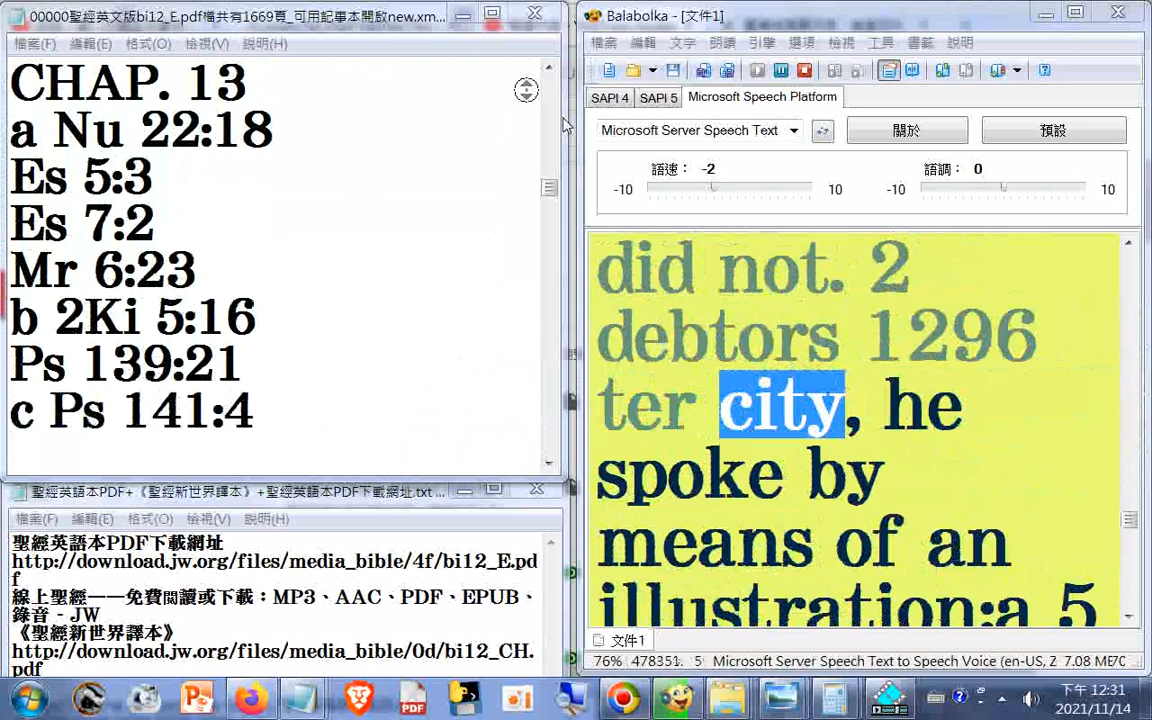 00000聖經英文版bi12_E.pdf檔共有1669頁_可用記事本開啟new.xm...
檔案(F) 編輯(E) 格式(O) 檢視(V) 說明(H)
CHAP. 13
a Nu 22:18
Es 5:3
Es 7:2
Mr 6:23
b 2Ki 5:16
Ps 139:21
c Ps 141:4
聖經英語本PDF+《聖經新世界譯本》+聖經英語本PDF下載網址.txt ...
檔案(F) 編輯(E) 格式(O) 檢視(V) 說明(H)
聖經英語本PDF下載網址
http://download.jw.org/files/media_bible/4f/bi12_E.pd
f
線上聖經——免費閱讀或下載：MP3、AAC、PDF、EPUB、
錄音 - JW
《聖經新世界譯本》
http://download.jw.org/files/media_bible/0d/bi12_CH.
pdf
Balabolka - [文件1]
檔案 編輯 文字 朗讀 引擎 選項 檢視 工具 書籤 說明
SAPI 4 SAPI 5 Microsoft Speech Platform
Microsoft Server Speech Text 關於 預設
語速： -2 語調： 0
-10 10 -10 10
did not. 2
debtors 1296
ter city, he
spoke by
means of an
illustration:a 5
文件1
76% 478351. 5 Microsoft Server Speech Text to Speech Voice (en-US, Z 7.08 ME
PDF
下午 12:31
2021/11/14